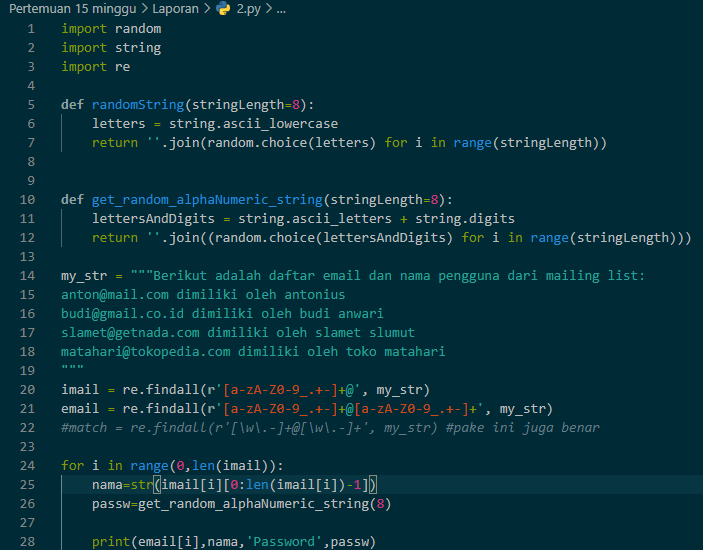 Pertemuan 15 minggu > Laporan > 2.py > ...
1 import random
2 import string
3 import re
4
5 def randomString(stringLength=8):
6     letters = string.ascii_lowercase
7     return ''.join(random.choice(letters) for i in range(stringLength))
8
9
10 def get_random_alphaNumeric_string(stringLength=8):
11     lettersAndDigits = string.ascii_letters + string.digits
12     return ''.join((random.choice(lettersAndDigits) for i in range(stringLength)))
13
14 my_str = """Berikut adalah daftar email dan nama pengguna dari mailing list:
15 anton@mail.com dimiliki oleh antonius
16 budi@gmail.co.id dimiliki oleh budi anwari
17 slamet@getnada.com dimiliki oleh slamet slumut
18 matahari@tokopedia.com dimiliki oleh toko matahari
19 """
20 imail = re.findall(r'[a-zA-Z0-9_.+-]+@', my_str)
21 email = re.findall(r'[a-zA-Z0-9_.+-]+@[a-zA-Z0-9_.+-]+', my_str)
22 #match = re.findall(r'[\w\.-]+@[\w\.-]+', my_str) #pake ini juga benar
23
24 for i in range(0,len(imail)):
25     nama=str(imail[i][0:len(imail[i])-1])
26     passw=get_random_alphaNumeric_string(8)
27
28     print(email[i],nama,'Password',passw)